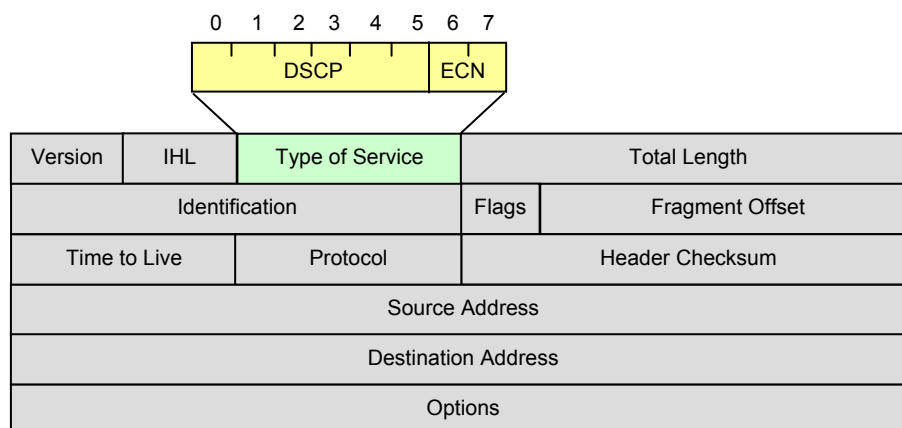 0 1 2 3 4 5 6 7
DSCP ECN
Version IHL Type of Service Total Length
Identification Flags Fragment Offset
Time to Live Protocol Header Checksum
Source Address
Destination Address
Options